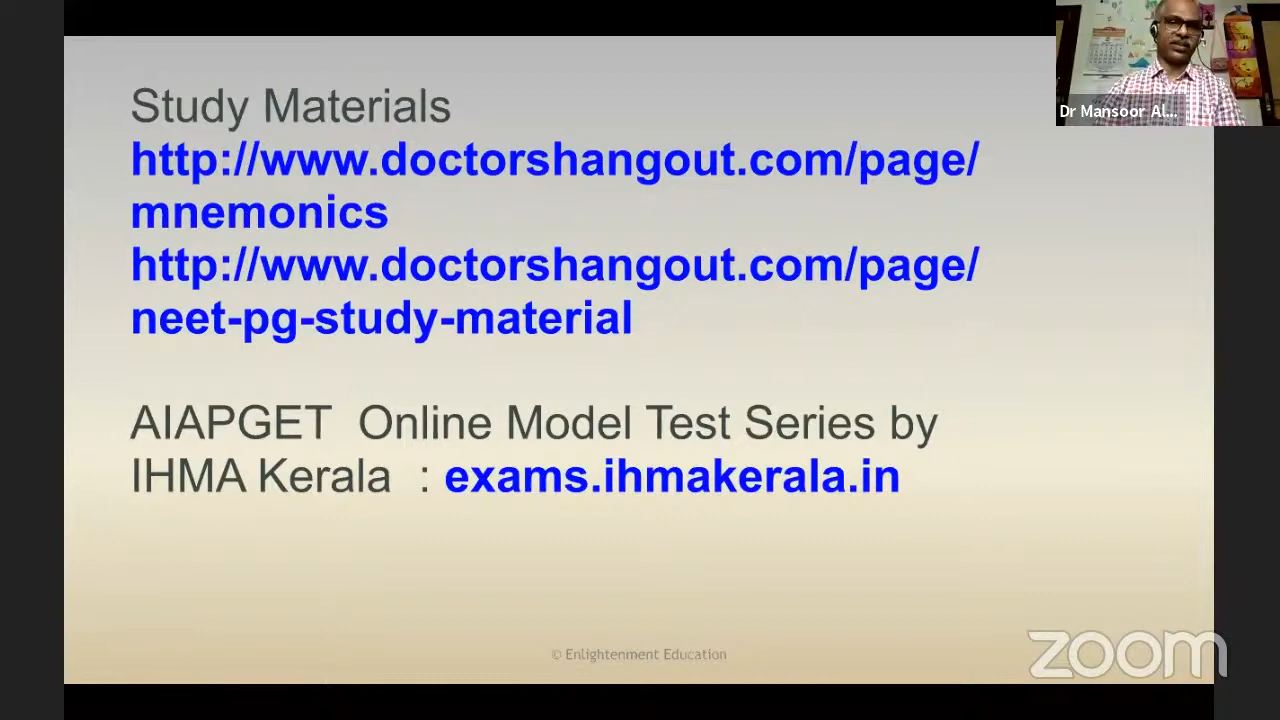 Study Materials
http://www.doctorshangout.com/page/
mnemonics
http://www.doctorshangout.com/page/
neet-pg-study-material
AIAPGET Online Model Test Series by
IHMA Kerala : exams.ihmakerala.in
© Enlightenment Education
Dr Mansoor Al...
zoom